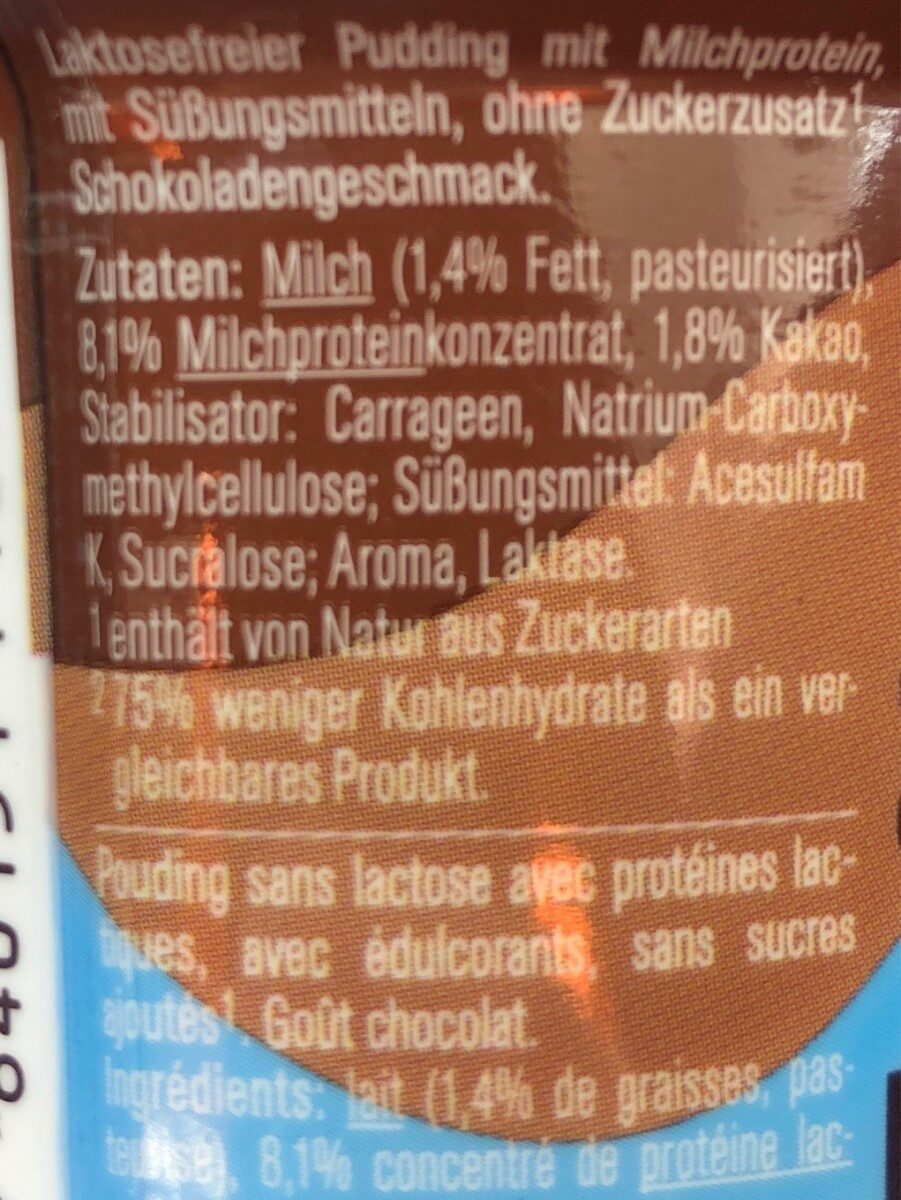 Laktosefreier Pudding mit Milchprotein,
mit Süßungsmitteln, ohne Zuckerzusatz¹
Schokoladengeschmack.
Zutaten: Milch (1,4% Fett, pasteurisiert),
8,1% Milchproteinkonzentrat, 1,8% Kakao,
Stabilisator: Carrageen, Natrium-Carboxy-
methylcellulose; Süßungsmittel: Acesulfam
K, Sucralose; Aroma, Laktase.
¹enthält von Natur aus Zuckerarten
²75% weniger Kohlenhydrate als ein ver-
gleichbares Produkt.
Pouding sans lactose avec protéines lac-
tiques, avec édulcorants, sans sucres
ajoutés¹. Goût chocolat.
Ingrédients: lait (1,4% de graisses, pas-
teurisé), 8,1% concentré de protéine lac-